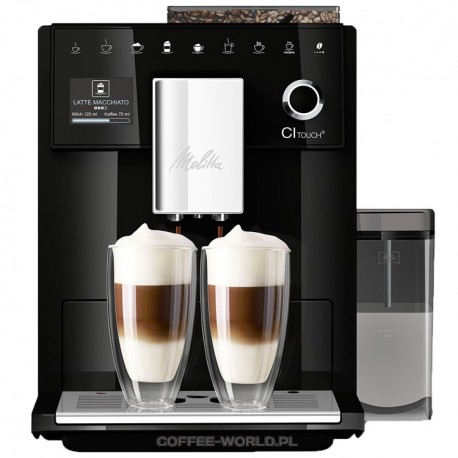 LATTE MACCHIATO
Milch 120 ml Kaffee 70 ml
CI TOUCH®
Melitta
COFFEE-WORLD.PL